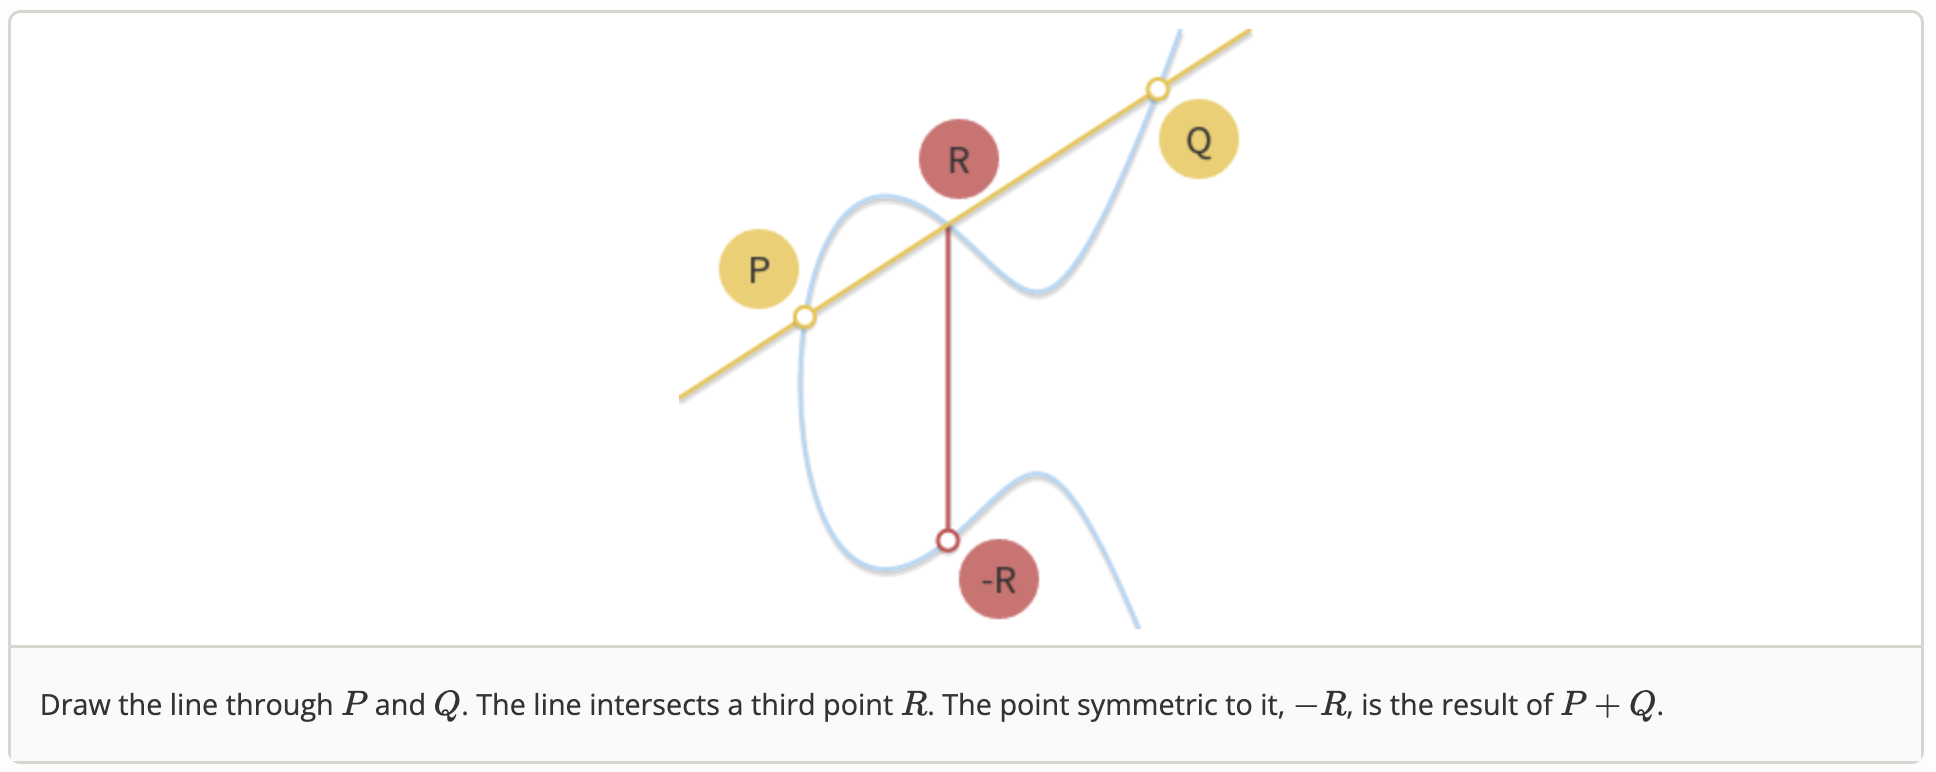 R
Q
P
-R
Draw the line through P and Q. The line intersects a third point R. The point symmetric to it, −R, is the result of P + Q.